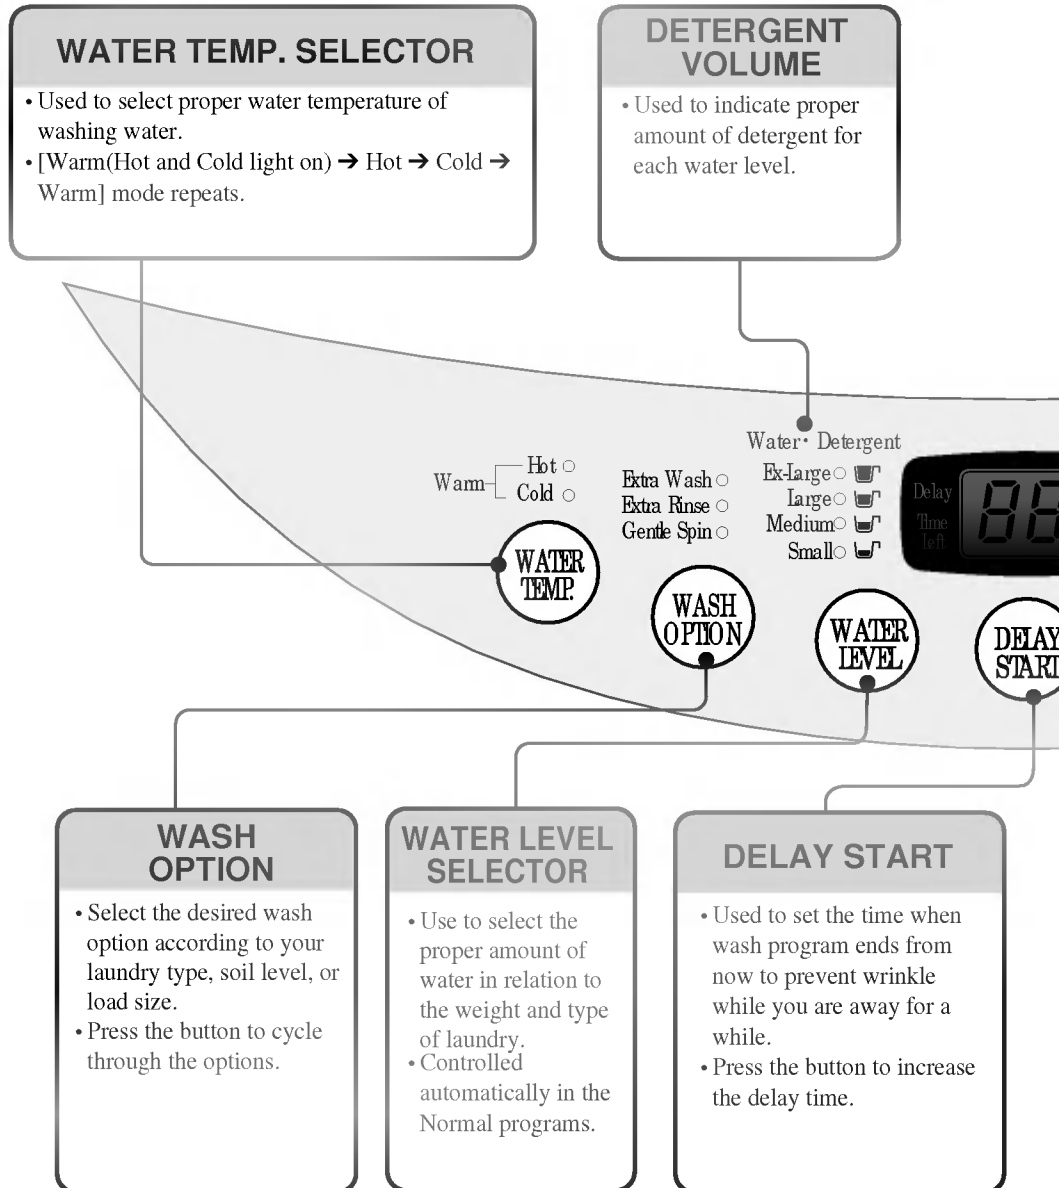 WATER TEMP. SELECTOR
• Used to select proper water temperature of
washing water.
• [Warm(Hot and Cold light on) ➔ Hot ➔ Cold ➔
Warm] mode repeats.
DETERGENT
VOLUME
• Used to indicate proper
amount of detergent for
each water level.
Warm
Hot
Cold
WATER
TEMP.
Extra Wash
Extra Rinse
Gentle Spin
WASH
OPTION
Water • Detergent
Ex-Large
Large
Medium
Small
WATER
LEVEL
Delay
Time
left
88
DELAY
START
WASH
OPTION
• Select the desired wash
option according to your
laundry type, soil level, or
load size.
• Press the button to cycle
through the options.
WATER LEVEL
SELECTOR
• Use to select the
proper amount of
water in relation to
the weight and type
of laundry.
• Controlled
automatically in the
Normal programs.
DELAY START
• Used to set the time when
wash program ends from
now to prevent wrinkle
while you are away for a
while.
• Press the button to increase
the delay time.